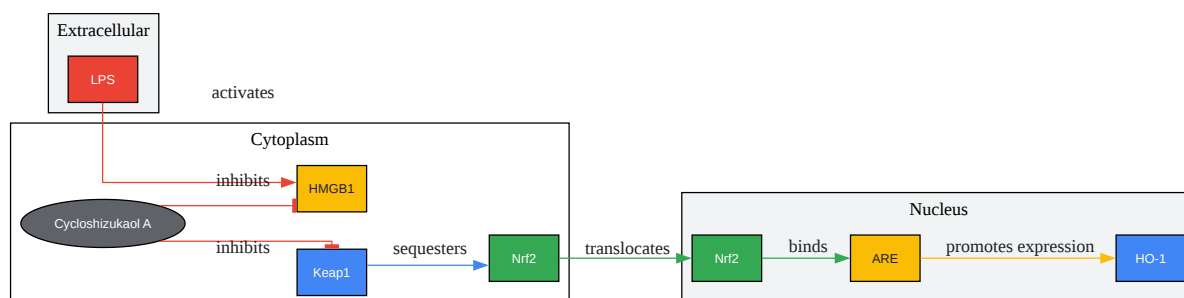 Extracellular
LPS
activates
Cytoplasm
inhibits
HMGB1
Cycloshizukaol A
inhibits
Keap1
sequesters
Nrf2
translocates
Nucleus
Nrf2
binds
ARE
promotes expression
HO-1